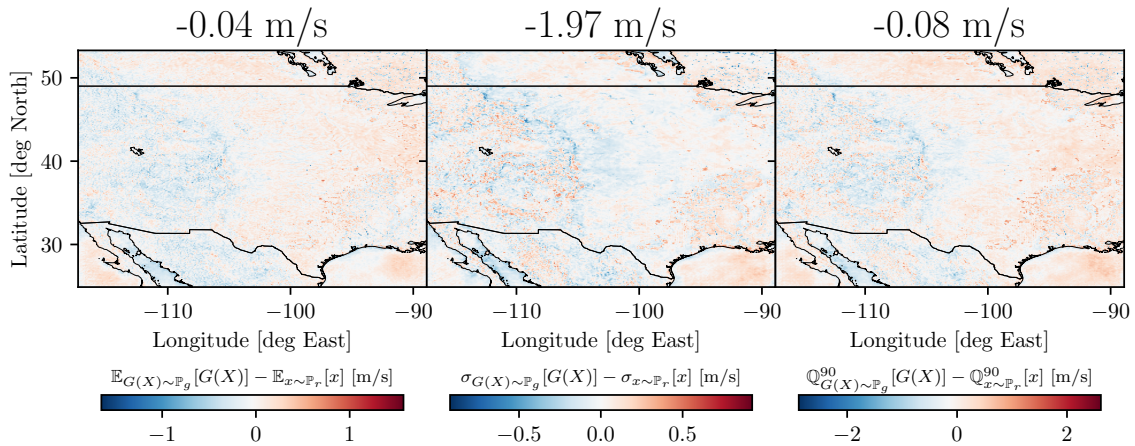 -0.04 m/s -1.97 m/s -0.08 m/s
Latitude [deg North]
50
40
30
−110 −100 −90 −110 −100 −90 −110 −100 −90
Longitude [deg East] Longitude [deg East] Longitude [deg East]
𝔼_{G(X)∼ℙ_g}[G(X)] − 𝔼_{x∼ℙ_r}[x] [m/s] σ_{G(X)∼ℙ_g}[G(X)] − σ_{x∼ℙ_r}[x] [m/s] ℚ^{90}_{G(X)∼ℙ_g}[G(X)] − ℚ^{90}_{x∼ℙ_r}[x] [m/s]
−1 0 1 −0.5 0.0 0.5 −2 0 2